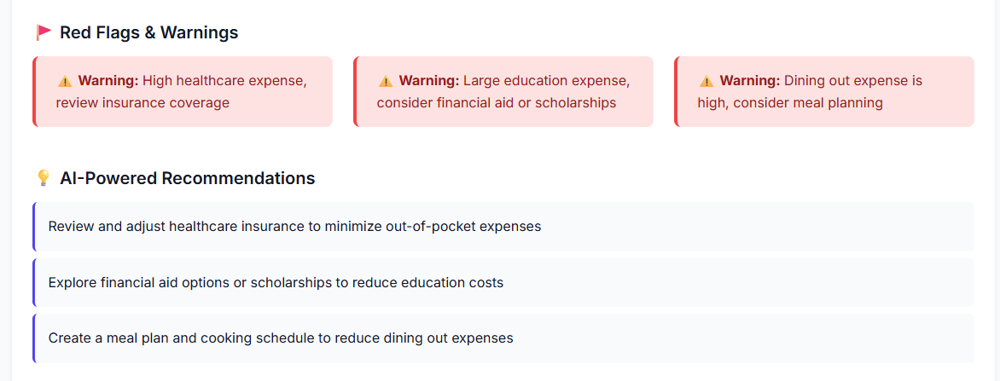 🚩 Red Flags & Warnings
⚠️ Warning: High healthcare expense,
review insurance coverage
⚠️ Warning: Large education expense,
consider financial aid or scholarships
⚠️ Warning: Dining out expense is
high, consider meal planning
💡 AI-Powered Recommendations
Review and adjust healthcare insurance to minimize out-of-pocket expenses
Explore financial aid options or scholarships to reduce education costs
Create a meal plan and cooking schedule to reduce dining out expenses